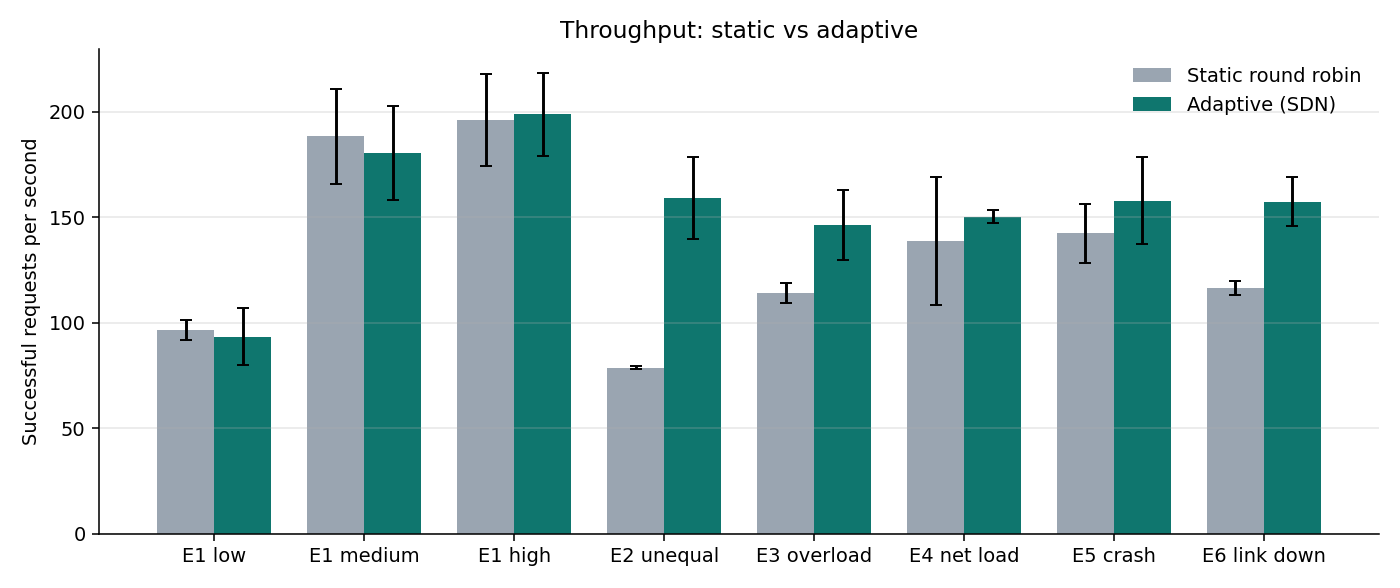 Throughput: static vs adaptive
Static round robin
Adaptive (SDN)
Successful requests per second
200
150
100
50
0
E1 low
E1 medium
E1 high
E2 unequal
E3 overload
E4 net load
E5 crash
E6 link down